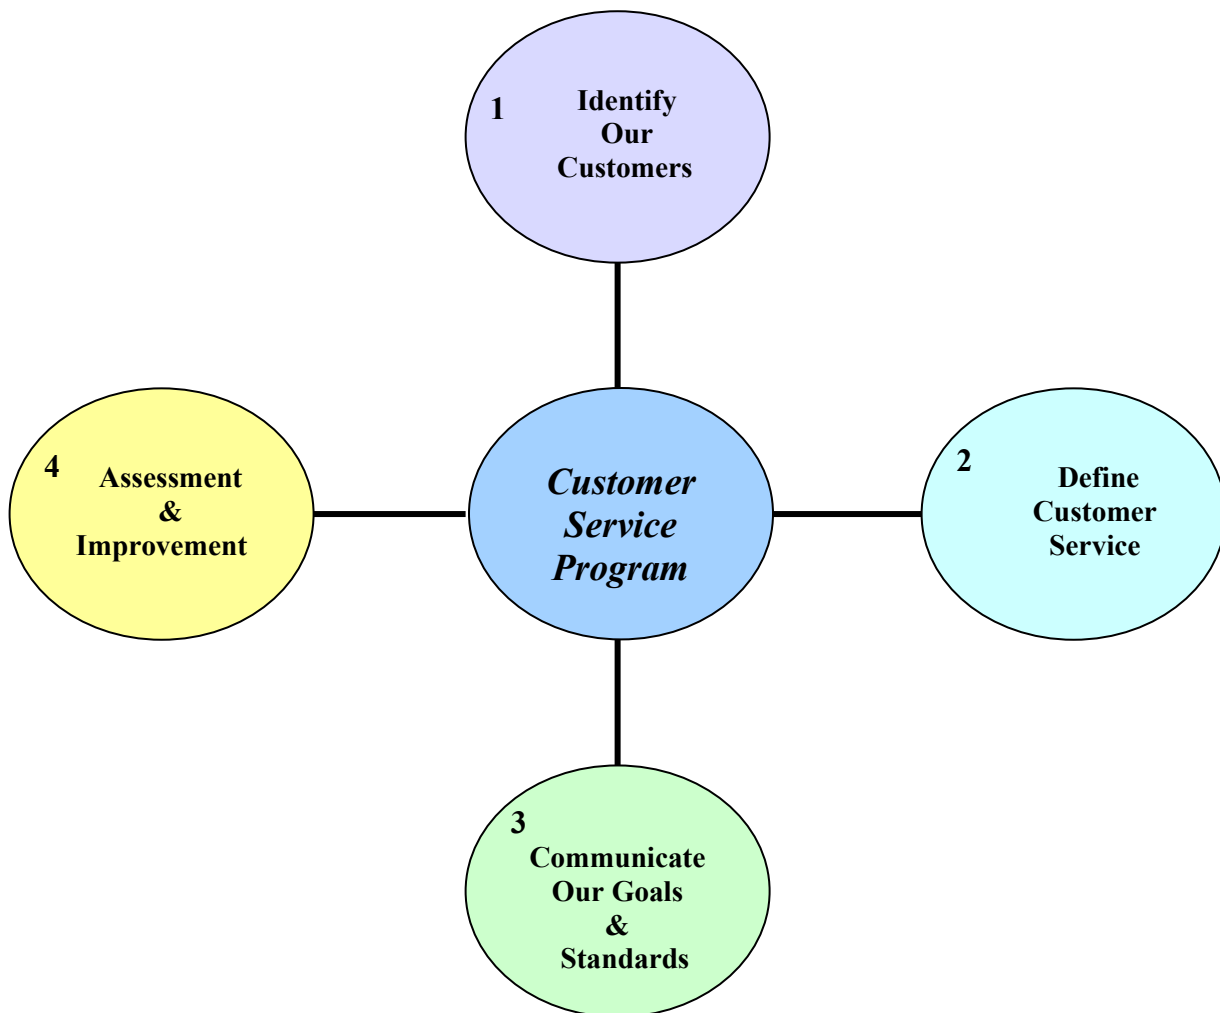 1
Identify
Our
Customers
4
Assessment
&
Improvement
Customer
Service
Program
2
Define
Customer
Service
3
Communicate
Our Goals
&
Standards